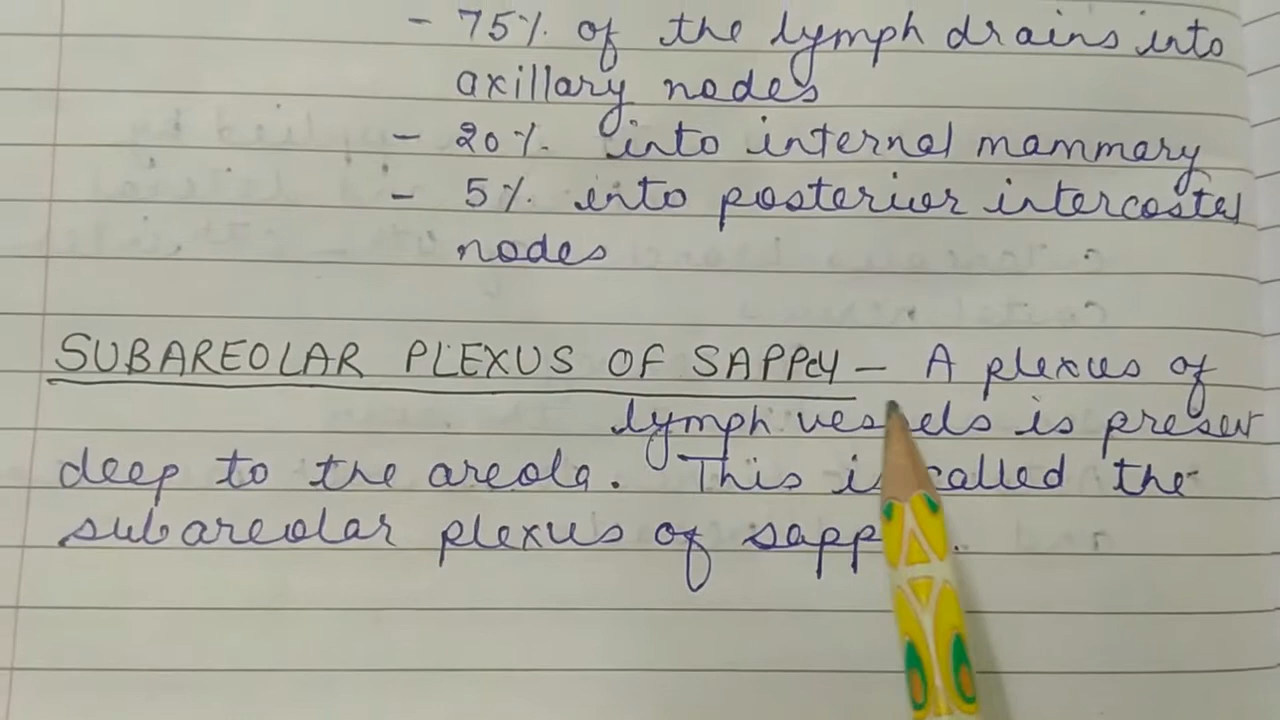 - 75% of the lymph drains into
axillary nodes
- 20% into internal mammary
- 5% into posterior intercostal
nodes
SUBAREOLAR PLEXUS OF SAPPEY - A plexus of
lymph vessels is present
deep to the areola. This is called the
subareolar plexus of